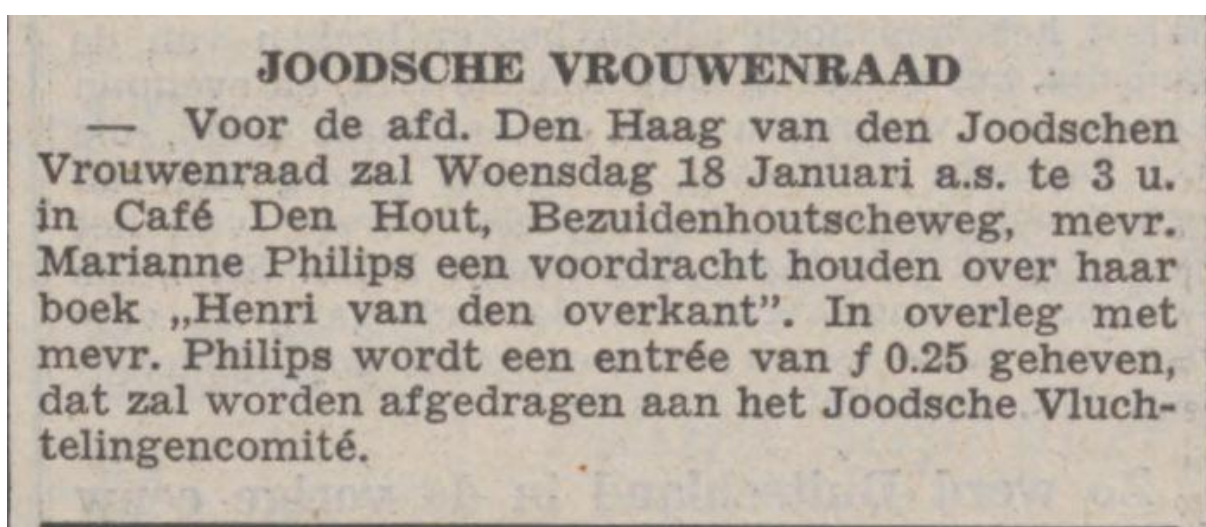 JOODSCHE VROUWENRAAD
— Voor de afd. Den Haag van den Joodschen
Vrouwenraad zal Woensdag 18 Januari a.s. te 3 u.
in Café Den Hout, Bezuidenhoutscheweg, mevr.
Marianne Philips een voordracht houden over haar
boek „Henri van den overkant”. In overleg met
mevr. Philips wordt een entrée van ƒ 0.25 geheven,
dat zal worden afgedragen aan het Joodsche Vluch-
telingencomité.